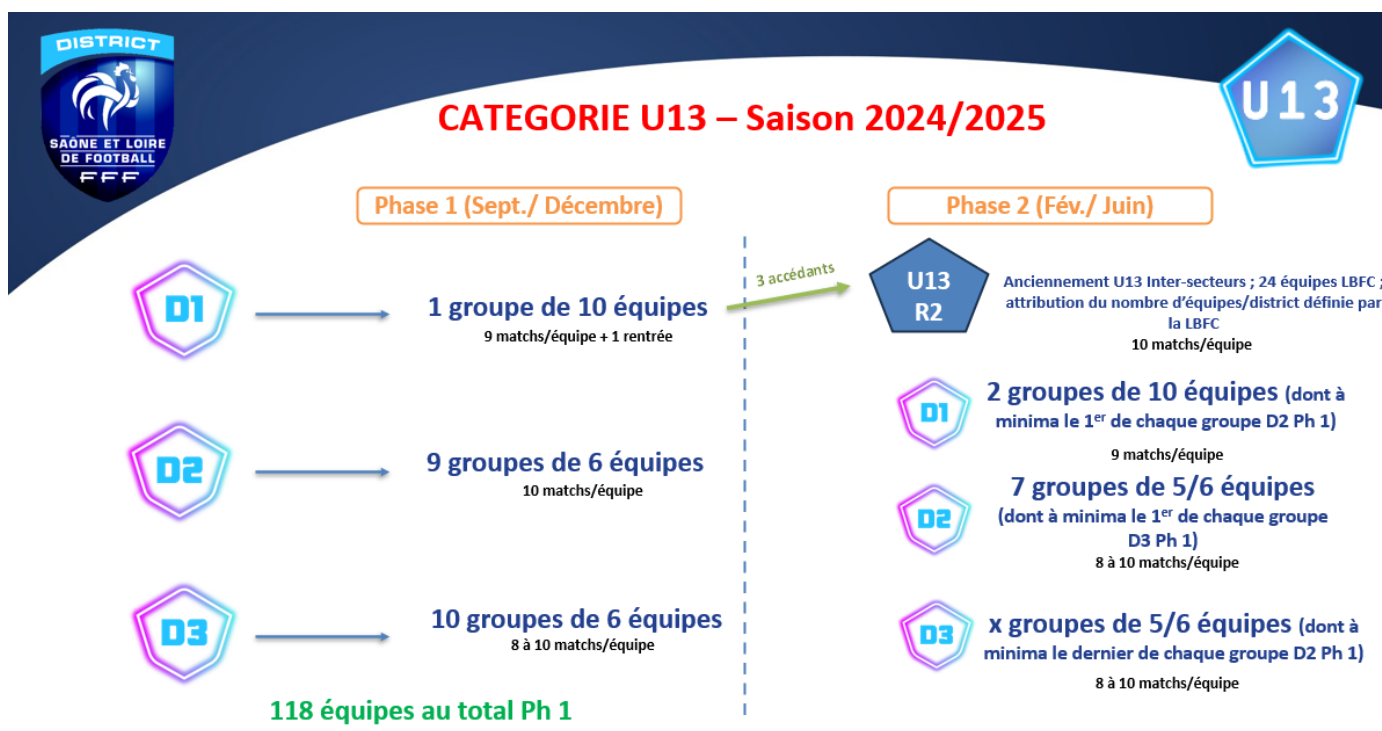 DISTRICT
SAÔNE ET LOIRE
DE FOOTBALL
FFF
U13
CATEGORIE U13 – Saison 2024/2025
Phase 1 (Sept./ Décembre)
D1
1 groupe de 10 équipes
9 matchs/équipe + 1 rentrée
D2
9 groupes de 6 équipes
10 matchs/équipe
D3
10 groupes de 6 équipes
8 à 10 matchs/équipe
118 équipes au total Ph 1
Phase 2 (Fév./ Juin)
3 accédants
U13
R2
Anciennement U13 Inter-secteurs ; 24 équipes LBFC ;
attribution du nombre d’équipes/district définie par
la LBFC
10 matchs/équipe
D1
2 groupes de 10 équipes (dont à
minima le 1er de chaque groupe D2 Ph 1)
9 matchs/équipe
D2
7 groupes de 5/6 équipes
(dont à minima le 1er de chaque groupe
D3 Ph 1)
8 à 10 matchs/équipe
D3
x groupes de 5/6 équipes (dont à
minima le dernier de chaque groupe D2 Ph 1)
8 à 10 matchs/équipe